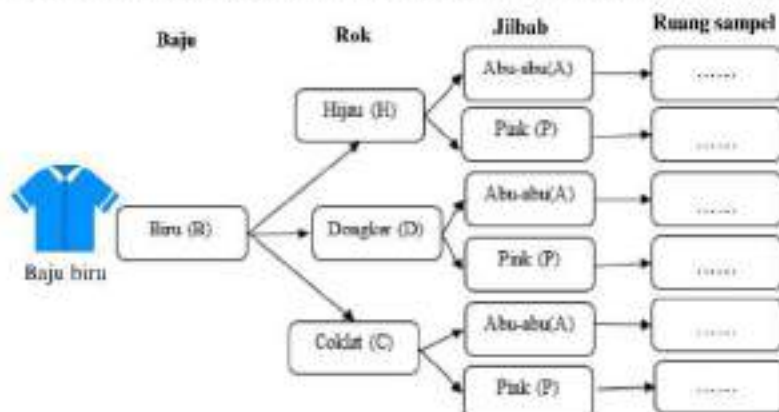 Baju Rok Jilbab Ruang sampel
Abu-abu(A) ......
Hijau (H)
Pink (P) ......
Abu-abu(A) ......
Biru (B) Dongker (D)
Pink (P) ......
Baju biru
Abu-abu(A) ......
Coklat (C)
Pink (P) ......